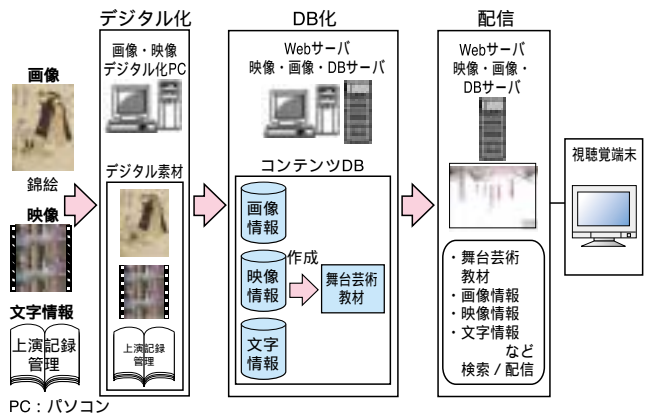 デジタル化
DB化
配信
画像
錦絵
映像
文字情報
上演記録
管理
PC：パソコン
画像・映像
デジタル化PC
デジタル素材
上演記録
管理
Webサーバ
映像・画像・DBサーバ
コンテンツDB
画像
情報
映像
情報
作成
舞台芸術
教材
文字
情報
Webサーバ
映像・画像・
DBサーバ
・舞台芸術
教材
・画像情報
・映像情報
・文字情報
など
検索 / 配信
視聴覚端末